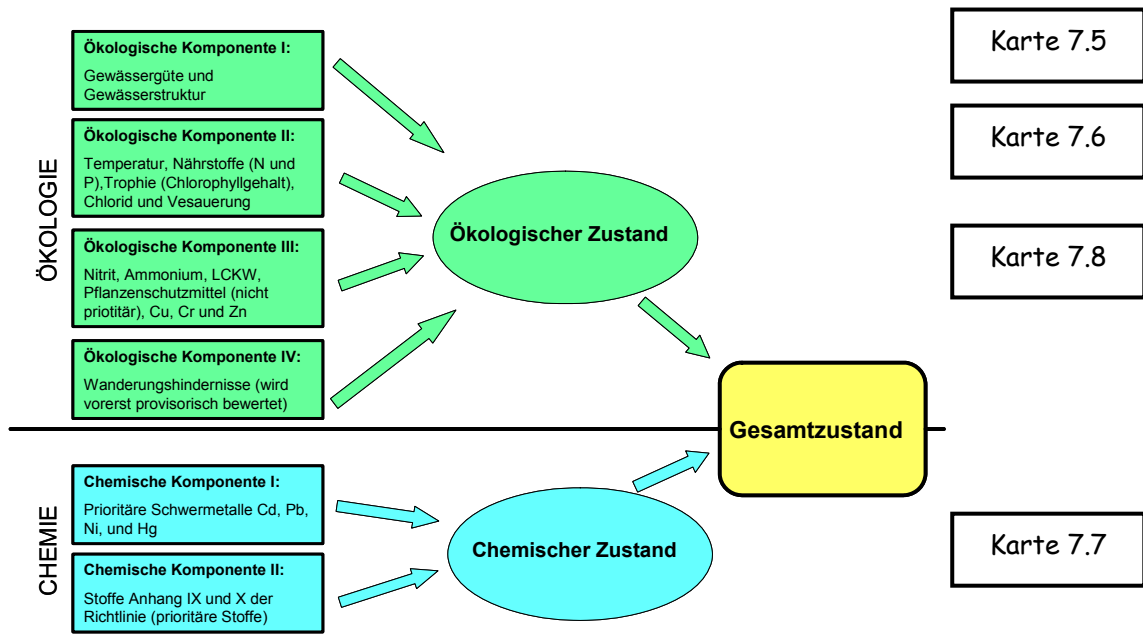 ÖKOLOGIE
Ökologische Komponente I:
Gewässergüte und
Gewässerstruktur
Ökologische Komponente II:
Temperatur, Nährstoffe (N und
P),Trophie (Chlorophyllgehalt),
Chlorid und Vesauerung
Ökologische Komponente III:
Nitrit, Ammonium, LCKW,
Pflanzenschutzmittel (nicht
priotitär), Cu, Cr und Zn
Ökologische Komponente IV:
Wanderungshindernisse (wird
vorerst provisorisch bewertet)
Ökologischer Zustand
Gesamtzustand
CHEMIE
Chemische Komponente I:
Prioritäre Schwermetalle Cd, Pb,
Ni, und Hg
Chemische Komponente II:
Stoffe Anhang IX und X der
Richtlinie (prioritäre Stoffe)
Chemischer Zustand
Karte 7.5
Karte 7.6
Karte 7.8
Karte 7.7